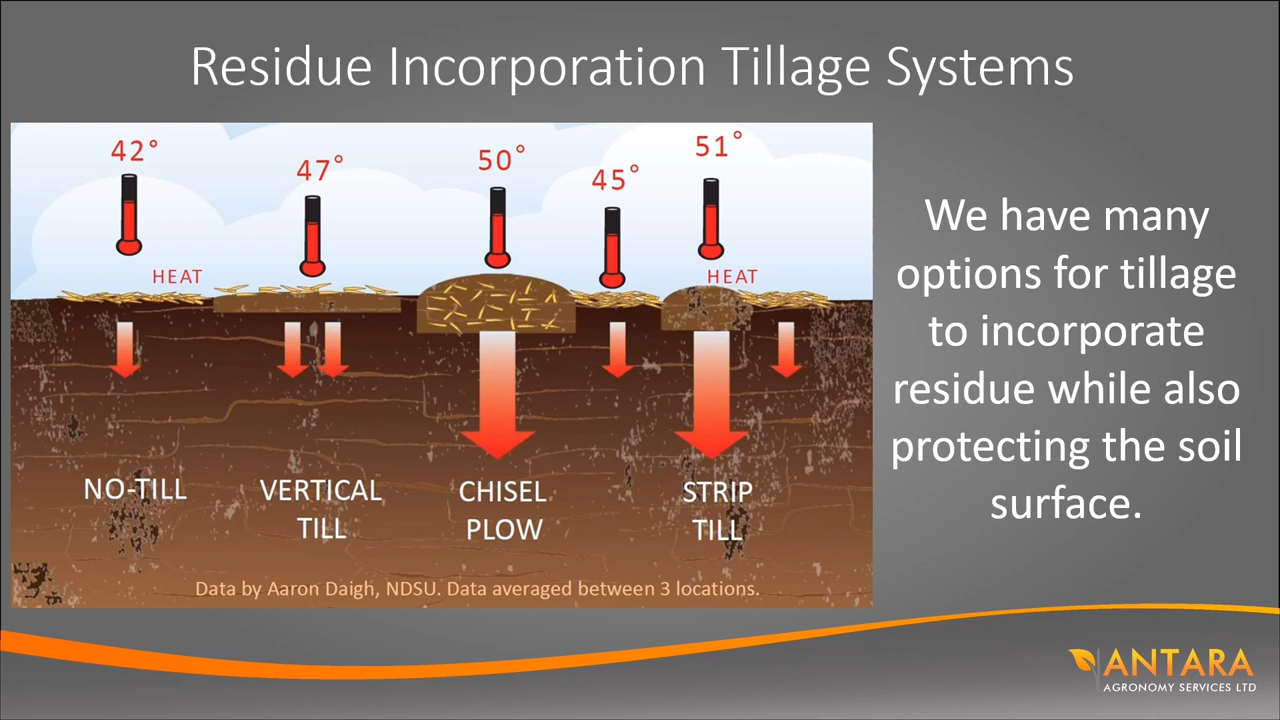 Residue Incorporation Tillage Systems
42°
47°
50°
45°
51°
HEAT
HEAT
NO-TILL
VERTICAL
TILL
CHISEL
PLOW
STRIP
TILL
Data by Aaron Daigh, NDSU. Data averaged between 3 locations.
We have many
options for tillage
to incorporate
residue while also
protecting the soil
surface.
ANTARA
AGRONOMY SERVICES LTD